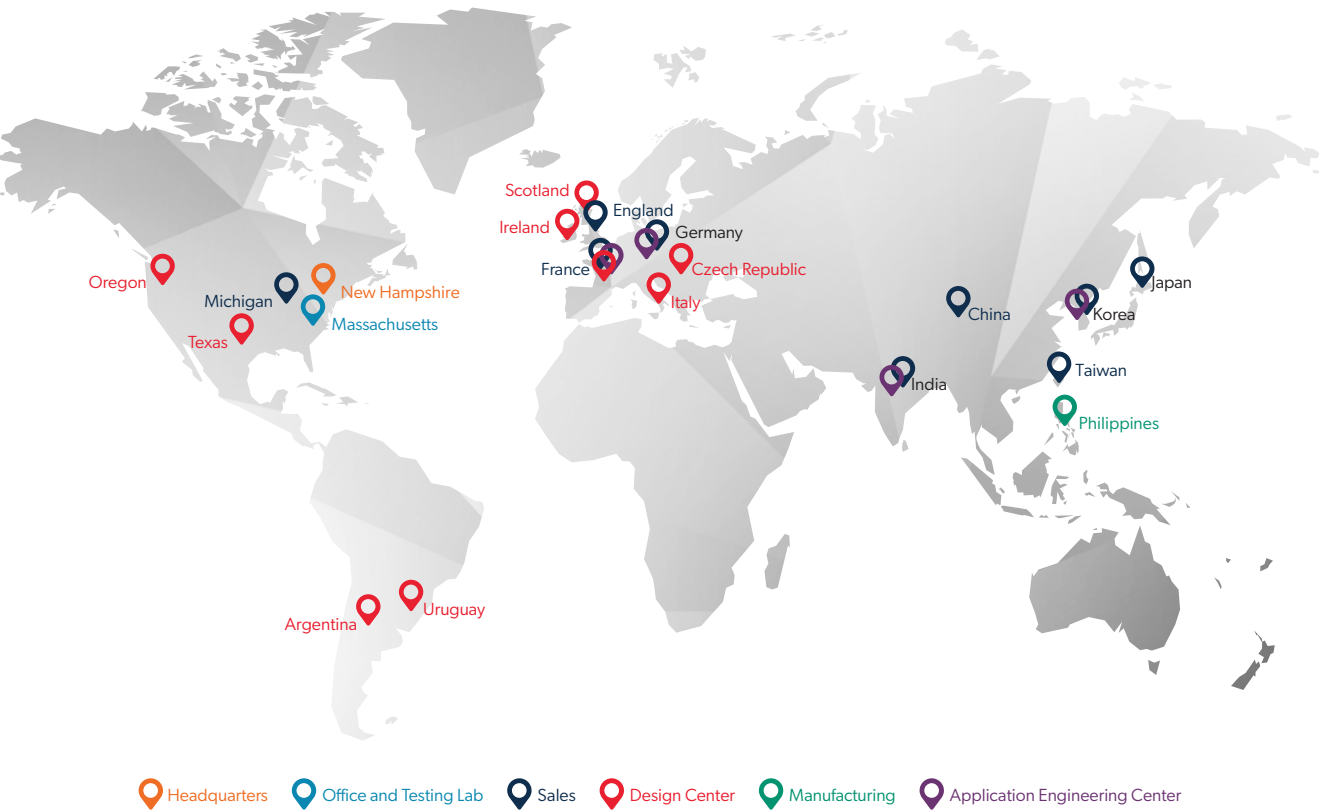 Scotland
England
Ireland
Germany
France
Czech Republic
Oregon
Japan
New Hampshire
Michigan
Italy
China
Korea
Massachusetts
Texas
Taiwan
India
Philippines
Uruguay
Argentina
Headquarters
Office and Testing Lab
Sales
Design Center
Manufacturing
Application Engineering Center